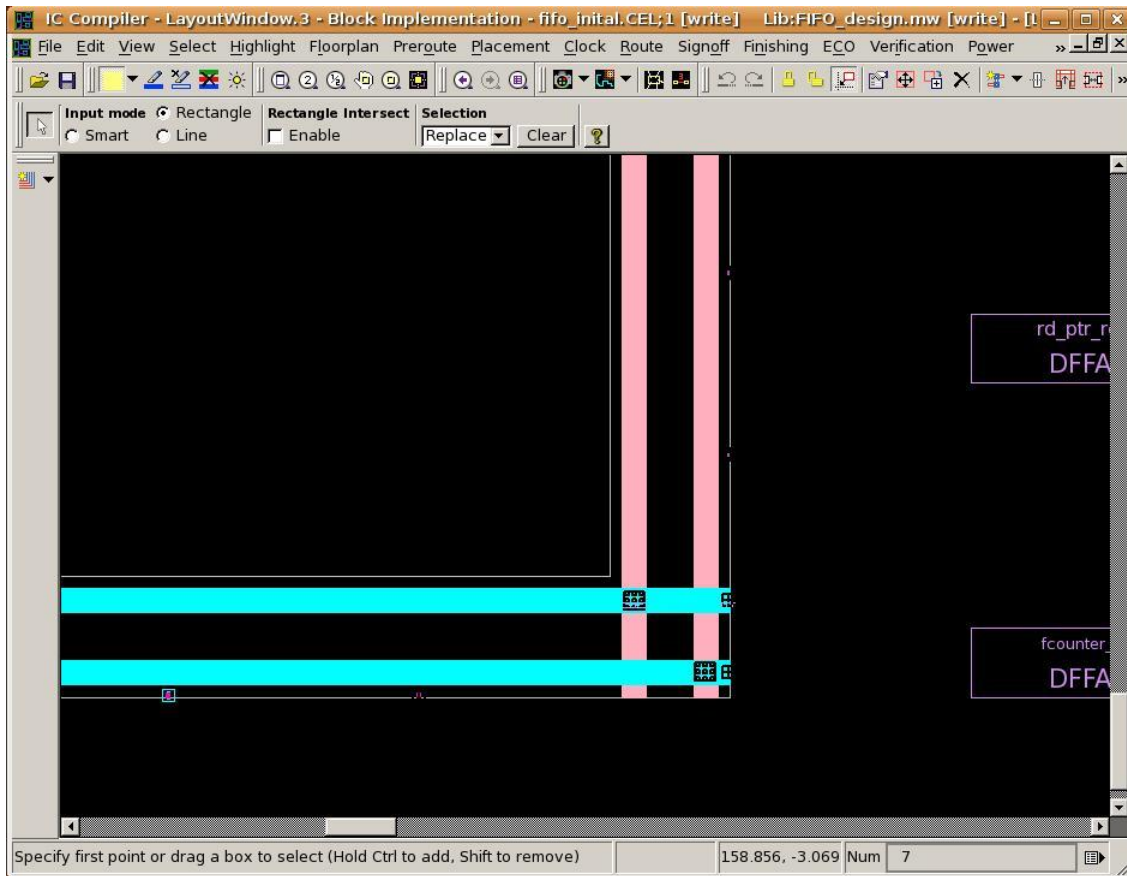 IC Compiler - LayoutWindow.3 - Block Implementation - fifo_inital.CEL;1 [write] Lib:FIFO_design.mw [write] - [L
File Edit View Select Highlight Floorplan Preroute Placement Clock Route Signoff Finishing ECO Verification Power »
Input mode Rectangle Rectangle Intersect Selection
Smart Line Enable Replace Clear ?
rd_ptr_r
DFFA
fcounter_
DFFA
Specify first point or drag a box to select (Hold Ctrl to add, Shift to remove) 158.856, -3.069 Num 7